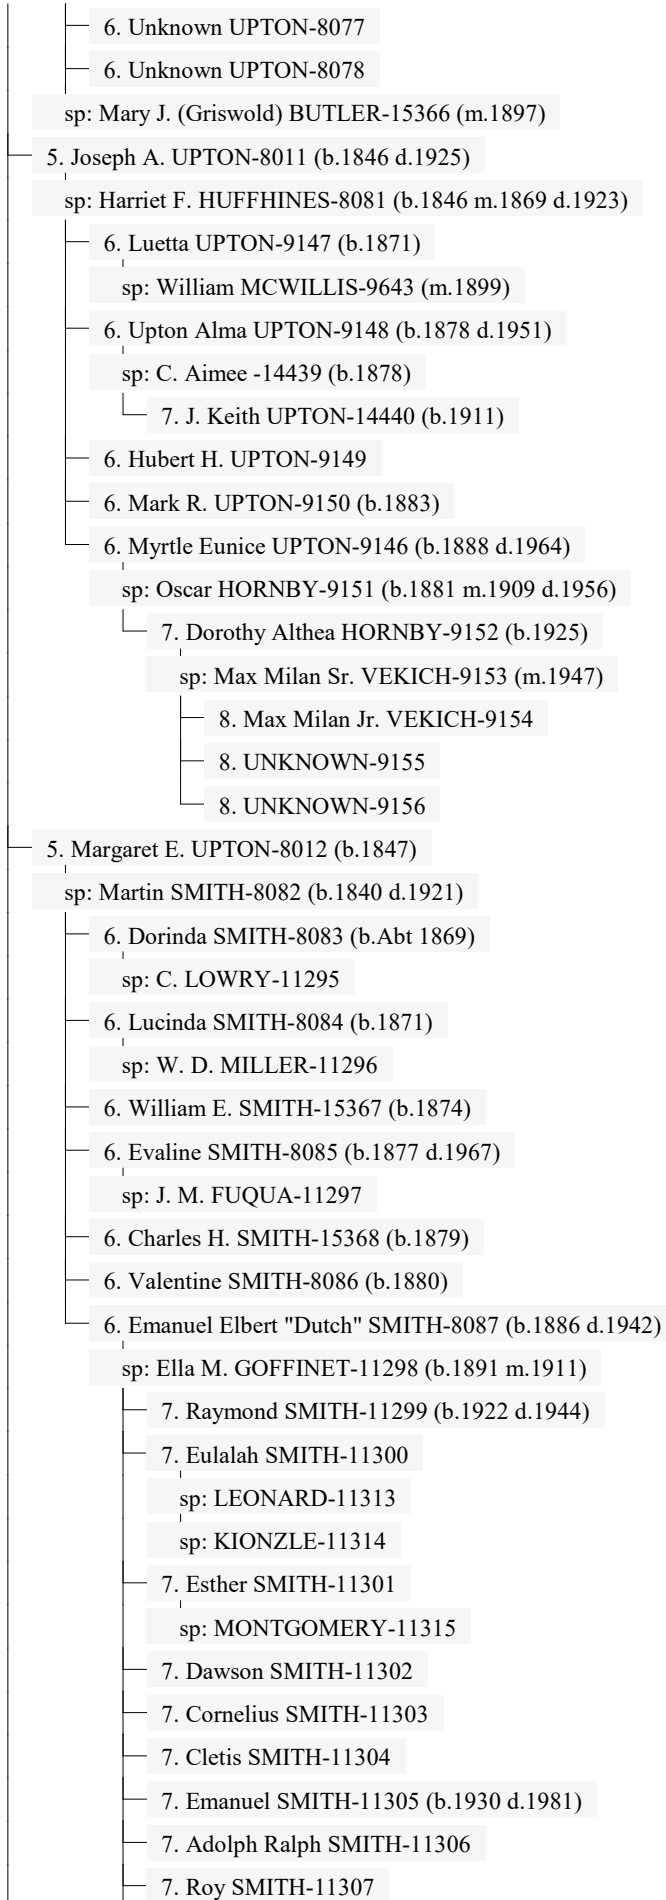 6. Unknown UPTON-8077
6. Unknown UPTON-8078
sp: Mary J. (Griswold) BUTLER-15366 (m.1897)
5. Joseph A. UPTON-8011 (b.1846 d.1925)
sp: Harriet F. HUFFHINES-8081 (b.1846 m.1869 d.1923)
6. Luetta UPTON-9147 (b.1871)
sp: William MCWILLIS-9643 (m.1899)
6. Upton Alma UPTON-9148 (b.1878 d.1951)
sp: C. Aimee -14439 (b.1878)
7. J. Keith UPTON-14440 (b.1911)
6. Hubert H. UPTON-9149
6. Mark R. UPTON-9150 (b.1883)
6. Myrtle Eunice UPTON-9146 (b.1888 d.1964)
sp: Oscar HORNBY-9151 (b.1881 m.1909 d.1956)
7. Dorothy Althea HORNBY-9152 (b.1925)
sp: Max Milan Sr. VEKICH-9153 (m.1947)
8. Max Milan Jr. VEKICH-9154
8. UNKNOWN-9155
8. UNKNOWN-9156
5. Margaret E. UPTON-8012 (b.1847)
sp: Martin SMITH-8082 (b.1840 d.1921)
6. Dorinda SMITH-8083 (b.Abt 1869)
sp: C. LOWRY-11295
6. Lucinda SMITH-8084 (b.1871)
sp: W. D. MILLER-11296
6. William E. SMITH-15367 (b.1874)
6. Evaline SMITH-8085 (b.1877 d.1967)
sp: J. M. FUQUA-11297
6. Charles H. SMITH-15368 (b.1879)
6. Valentine SMITH-8086 (b.1880)
6. Emanuel Elbert "Dutch" SMITH-8087 (b.1886 d.1942)
sp: Ella M. GOFFINET-11298 (b.1891 m.1911)
7. Raymond SMITH-11299 (b.1922 d.1944)
7. Eulalah SMITH-11300
sp: LEONARD-11313
sp: KIONZLE-11314
7. Esther SMITH-11301
sp: MONTGOMERY-11315
7. Dawson SMITH-11302
7. Cornelius SMITH-11303
7. Cletis SMITH-11304
7. Emanuel SMITH-11305 (b.1930 d.1981)
7. Adolph Ralph SMITH-11306
7. Roy SMITH-11307